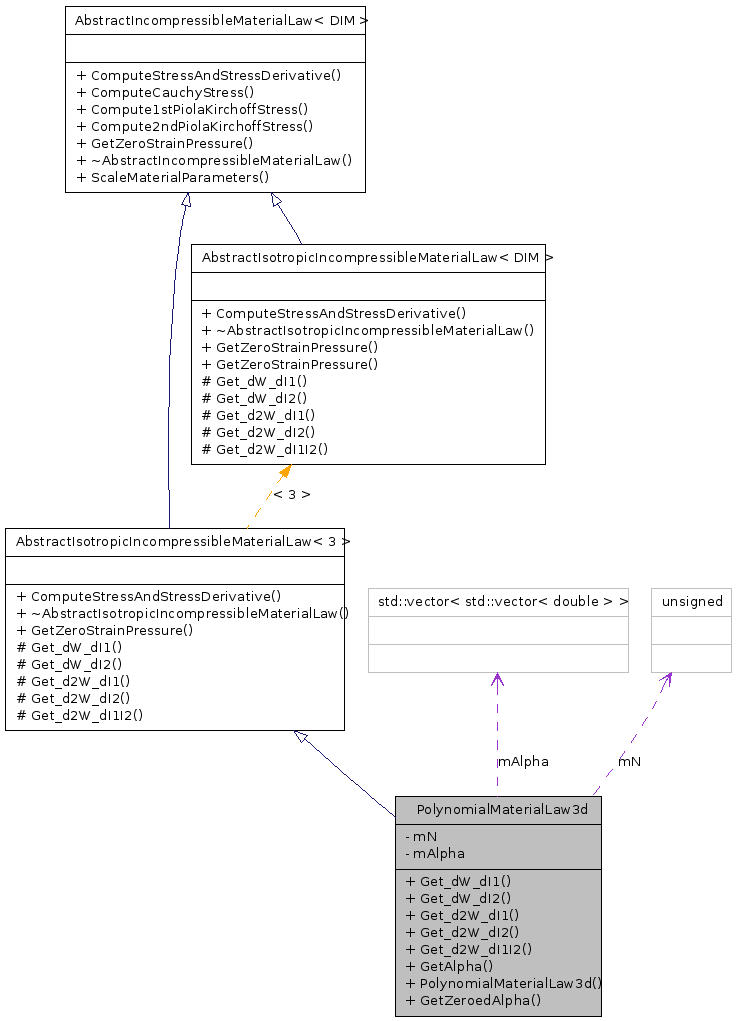 AbstractIncompressibleMaterialLaw< DIM >
+ ComputeStressAndStressDerivative()
+ ComputeCauchyStress()
+ Compute1stPiolaKirchoffStress()
+ Compute2ndPiolaKirchoffStress()
+ GetZeroStrainPressure()
+ ~AbstractIncompressibleMaterialLaw()
+ ScaleMaterialParameters()
AbstractIsotropicIncompressibleMaterialLaw< DIM >
+ ComputeStressAndStressDerivative()
+ ~AbstractIsotropicIncompressibleMaterialLaw()
+ GetZeroStrainPressure()
+ GetZeroStrainPressure()
# Get_dW_dI1()
# Get_dW_dI2()
# Get_d2W_dI1()
# Get_d2W_dI2()
# Get_d2W_dI1I2()
< 3 >
AbstractIsotropicIncompressibleMaterialLaw< 3 >
+ ComputeStressAndStressDerivative()
+ ~AbstractIsotropicIncompressibleMaterialLaw()
+ GetZeroStrainPressure()
# Get_dW_dI1()
# Get_dW_dI2()
# Get_d2W_dI1()
# Get_d2W_dI2()
# Get_d2W_dI1I2()
std::vector< std::vector< double > >
unsigned
mAlpha
mN
PolynomialMaterialLaw3d
- mN
- mAlpha
+ Get_dW_dI1()
+ Get_dW_dI2()
+ Get_d2W_dI1()
+ Get_d2W_dI2()
+ Get_d2W_dI1I2()
+ GetAlpha()
+ PolynomialMaterialLaw3d()
+ GetZeroedAlpha()